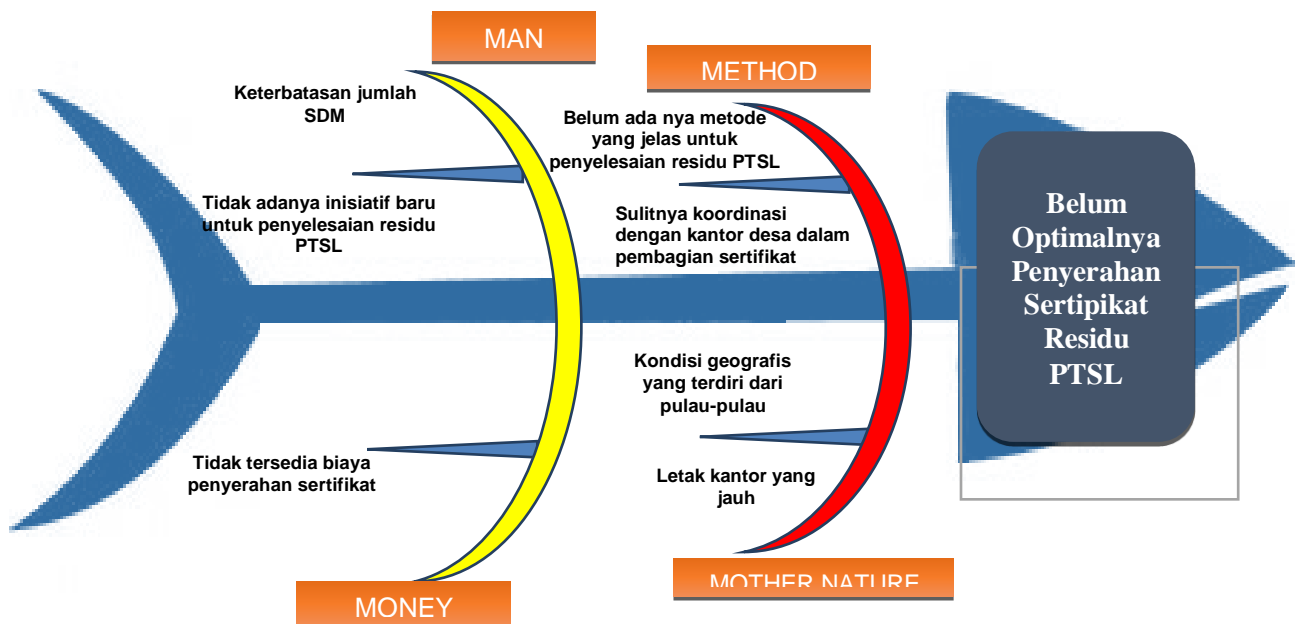 MAN
Keterbatasan jumlah
SDM
Tidak adanya inisiatif baru
untuk penyelesaian residu
PTSL
METHOD
Belum ada nya metode
yang jelas untuk
penyelesaian residu PTSL
Sulitnya koordinasi
dengan kantor desa dalam
pembagian sertifikat
Tidak tersedia biaya
penyerahan sertifikat
MONEY
Kondisi geografis
yang terdiri dari
pulau-pulau
Letak kantor yang
jauh
MOTHER NATURE
Belum
Optimalnya
Penyerahan
Sertipikat
Residu
PTSL